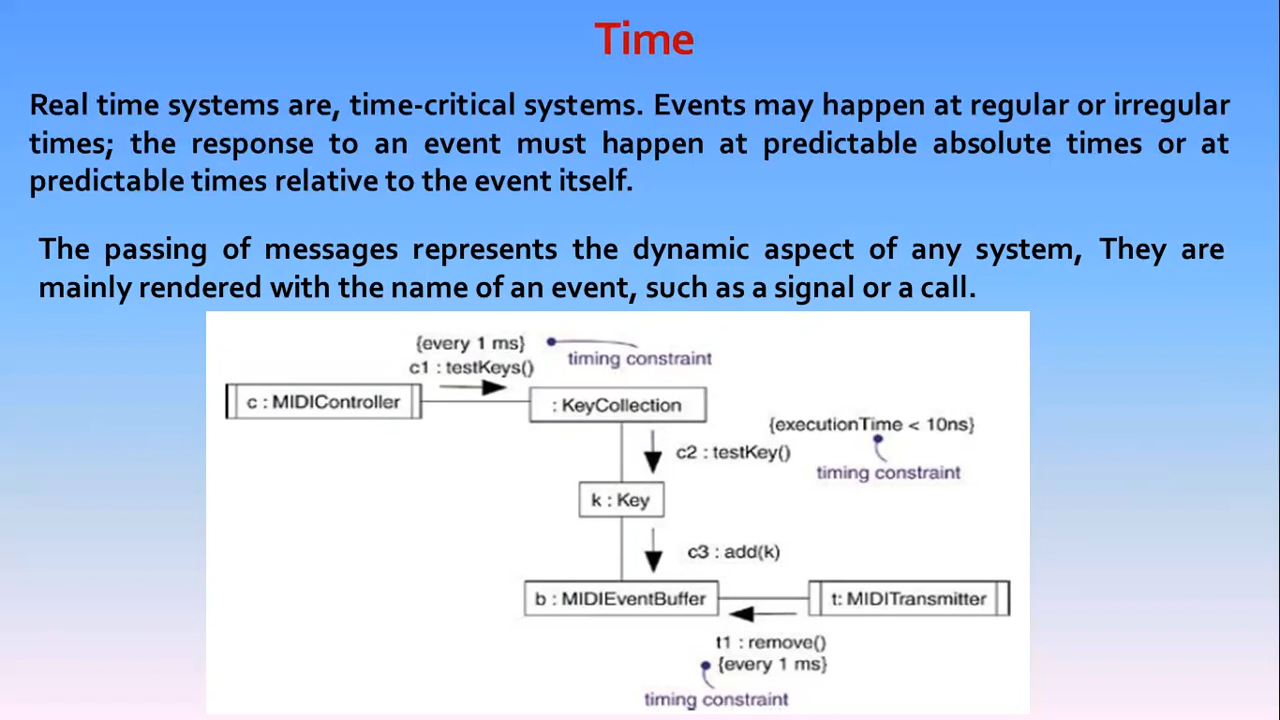 Time
Real time systems are, time-critical systems. Events may happen at regular or irregular
times; the response to an event must happen at predictable absolute times or at
predictable times relative to the event itself.
The passing of messages represents the dynamic aspect of any system, They are
mainly rendered with the name of an event, such as a signal or a call.
{every 1 ms}
timing constraint
c1 : testKeys()
c : MIDIController
: KeyCollection
{executionTime < 10ns}
c2 : testKey()
timing constraint
k : Key
c3 : add(k)
b : MIDIEventBuffer
t: MIDITransmitter
t1 : remove()
{every 1 ms}
timing constraint